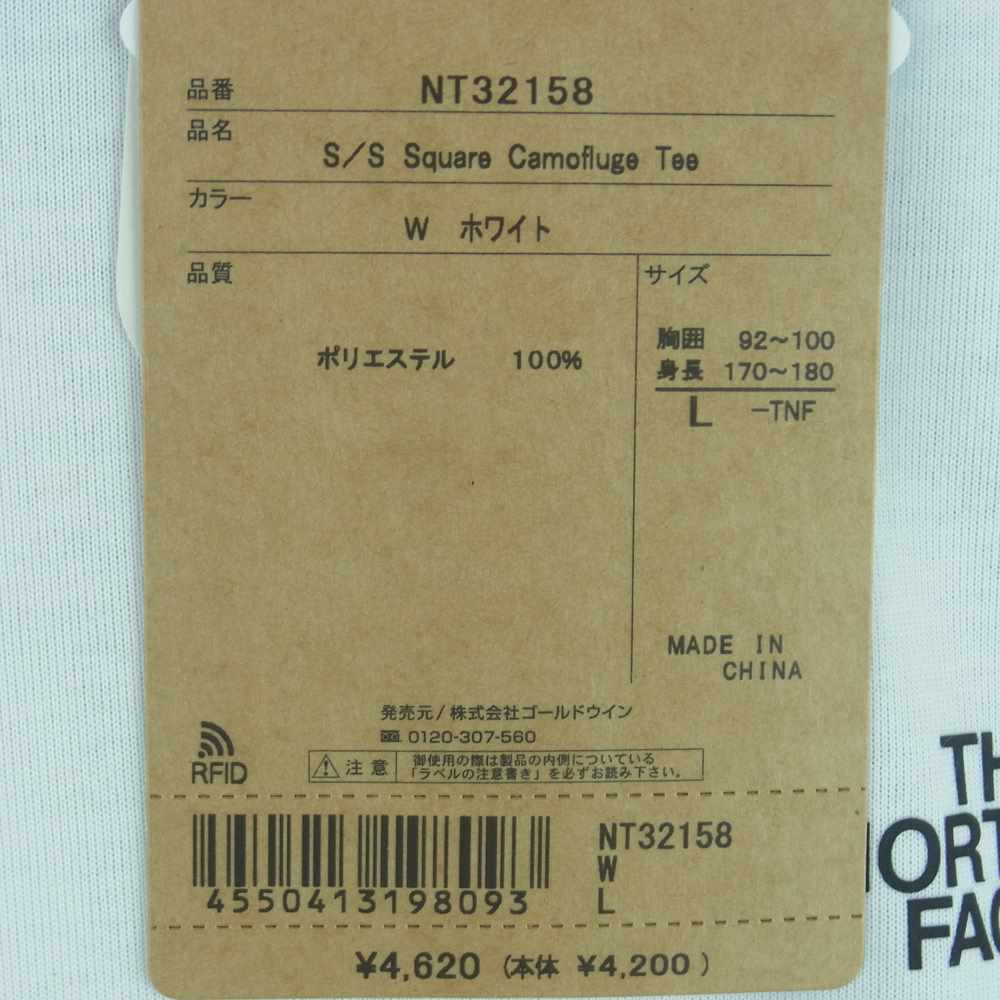 品番 NT32158
品名
S/S Square Camofluge Tee
カラー
W ホワイト
品質
ポリエステル 100%
サイズ
胸囲 92～100
身長 170～180
L -TNF
MADE IN
CHINA
発売元/株式会社ゴールドウイン
0120-307-560
RFID
注意
御使用の際は製品の内側についている
「ラベルの注意書き」を必ずお読み下さい。
4550413198093
NT32158
W
L
¥4,620 (本体 ¥4,200)
TH
NORT
FAC